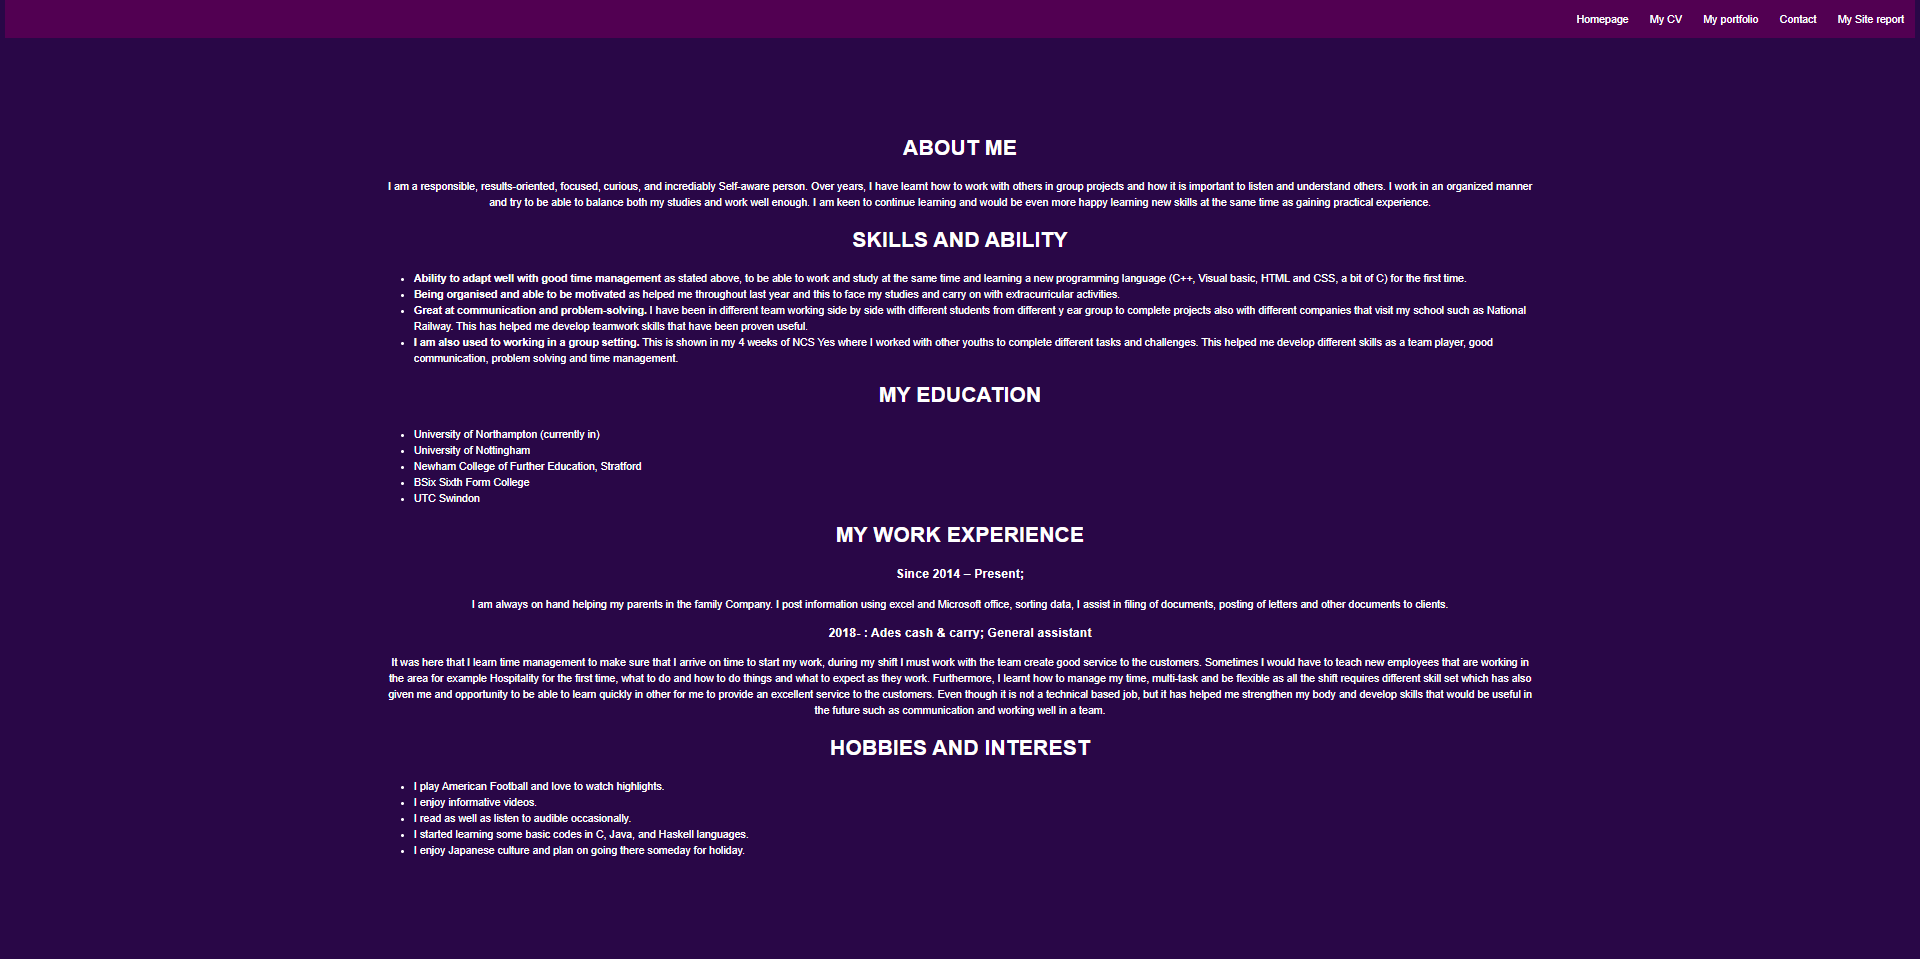 Homepage My CV My portfolio Contact My Site report
ABOUT ME
I am a responsible, results-oriented, focused, curious, and increadiably Self-aware person. Over years, I have learnt how to work with others in group projects and how it is important to listen and understand others. I work in an organized manner
and try to be able to balance both my studies and work well enough. I am keen to continue learning and would be even more happy learning new skills at the same time as gaining practical experience.
SKILLS AND ABILITY
• Ability to adapt well with good time management as stated above, to be able to work and study at the same time and learning a new programming language (C++, Visual basic, HTML and CSS, a bit of C) for the first time.
• Being organised and able to be motivated as helped me throughout last year and this to face my studies and carry on with extracurricular activities.
• Great at communication and problem-solving. I have been in different team working side by side with different students from different y ear group to complete projects also with different companies that visit my school such as National
Railway. This has helped me develop teamwork skills that have been proven useful.
• I am also used to working in a group setting. This is shown in my 4 weeks of NCS Yes where I worked with other youths to complete different tasks and challenges. This helped me develop different skills as a team player, good
communication, problem solving and time management.
MY EDUCATION
• University of Northampton (currently in)
• University of Nottingham
• Newham College of Further Education, Stratford
• BSix Sixth Form College
• UTC Swindon
MY WORK EXPERIENCE
Since 2014 – Present;
I am always on hand helping my parents in the family Company. I post information using excel and Microsoft office, sorting data, I assist in filing of documents, posting of letters and other documents to clients.
2018- : Ades cash & carry; General assistant
It was here that I learn time management to make sure that I arrive on time to start my work, during my shift I must work with the team create good service to the customers. Sometimes I would have to teach new employees that are working in
the area for example Hospitality for the first time, what to do and how to do things and what to expect as they work. Furthermore, I learnt how to manage my time, multi-task and be flexible as all the shift requires different skill set which has also
given me and opportunity to be able to learn quickly in other for me to provide an excellent service to the customers. Even though it is not a technical based job, but it has helped me strengthen my body and develop skills that would be useful in
the future such as communication and working well in a team.
HOBBIES AND INTEREST
• I play American Football and love to watch highlights.
• I enjoy informative videos.
• I read as well as listen to audible occasionally.
• I started learning some basic codes in C, Java, and Haskell languages.
• I enjoy Japanese culture and plan on going there someday for holiday.